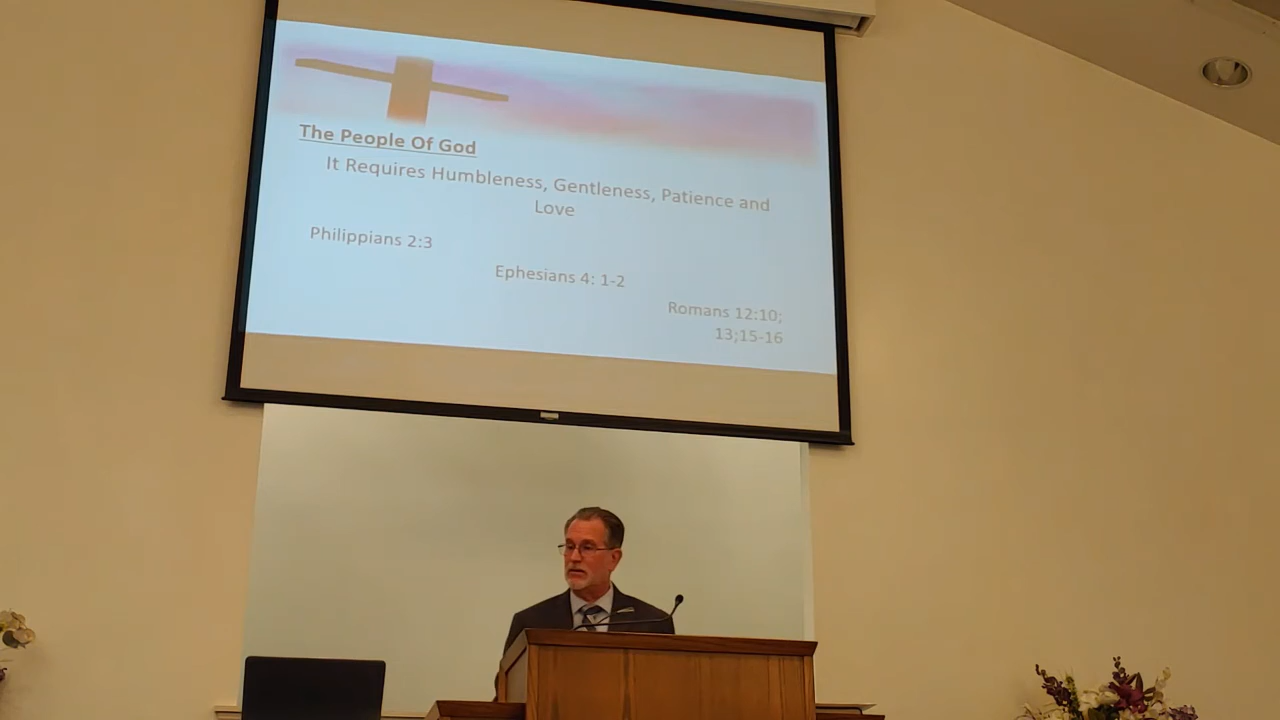 The People Of God
It Requires Humbleness, Gentleness, Patience and
Love
Philippians 2:3
Ephesians 4: 1-2
Romans 12:10;
13;15-16